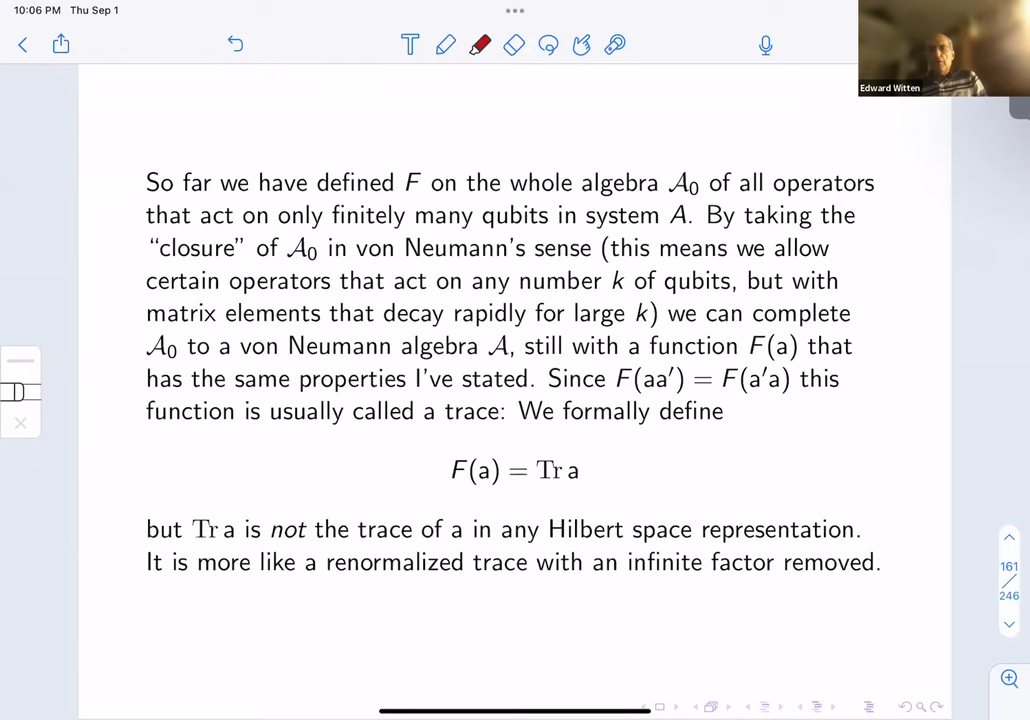 10:06 PM Thu Sep 1
Edward Witten
So far we have defined F on the whole algebra 𝒜₀ of all operators
that act on only finitely many qubits in system A. By taking the
“closure” of 𝒜₀ in von Neumann’s sense (this means we allow
certain operators that act on any number k of qubits, but with
matrix elements that decay rapidly for large k) we can complete
𝒜₀ to a von Neumann algebra 𝒜, still with a function F(a) that
has the same properties I’ve stated. Since F(aa′) = F(a′a) this
function is usually called a trace: We formally define
F(a) = Tr a
but Tr a is not the trace of a in any Hilbert space representation.
It is more like a renormalized trace with an infinite factor removed.
161
/
246